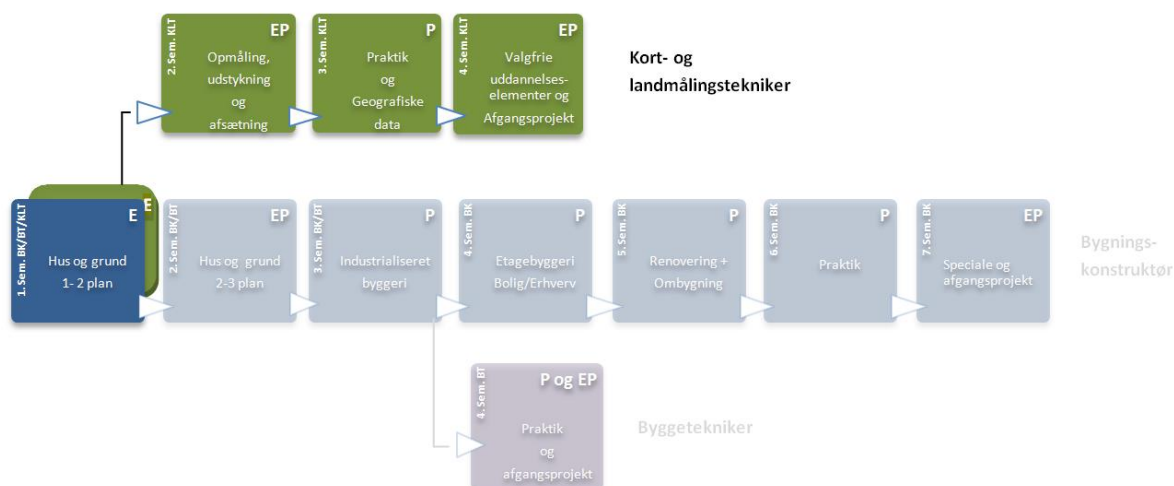 2. Sem. KLT
EP
Opmåling,
udstykning
og
afsætning
3. Sem. KLT
P
Praktik
og
Geografiske
data
4. Sem. KLT
EP
Valgfrie
uddannelses-
elementer og
Afgangsprojekt
Kort- og
landmålingstekniker
1. Sem. BK/BT/KLT
E
E
Hus og grund
1- 2 plan
2. Sem. BK/BT
EP
Hus og grund
2-3 plan
3. Sem. BK/BT
P
Industrialiseret
byggeri
4. Sem. BK
P
Etagebyggeri
Bolig/Erhverv
5. Sem. BK
P
Renovering +
Ombygning
6. Sem. BK
P
Praktik
7. Sem. BK
EP
Speciale og
afgangsprojekt
Bygnings-
konstruktør
4. Sem. BT
P og EP
Praktik
og
afgangsprojekt
Byggetekniker